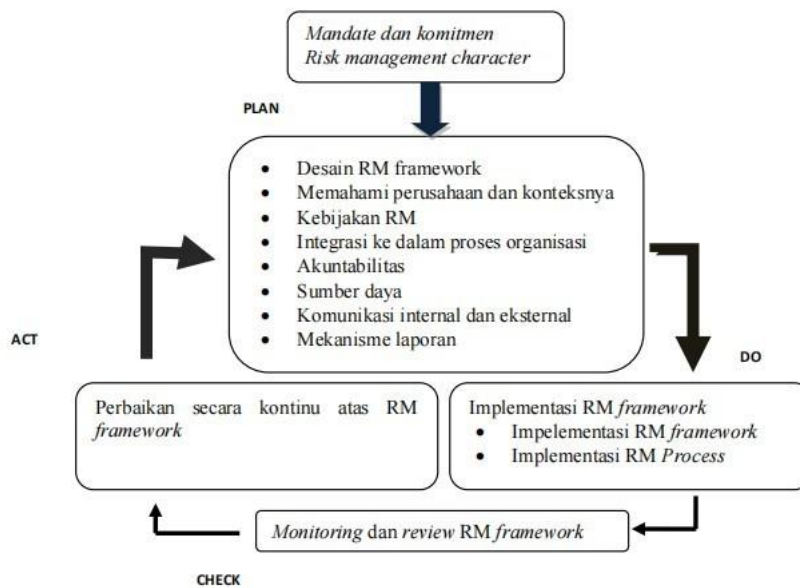 Mandate dan komitmen
Risk management character
PLAN
• Desain RM framework
• Memahami perusahaan dan konteksnya
• Kebijakan RM
• Integrasi ke dalam proses organisasi
• Akuntabilitas
• Sumber daya
• Komunikasi internal dan eksternal
• Mekanisme laporan
ACT
DO
Perbaikan secara kontinu atas RM
framework
Implementasi RM framework
• Impelementasi RM framework
• Implementasi RM Process
Monitoring dan review RM framework
CHECK